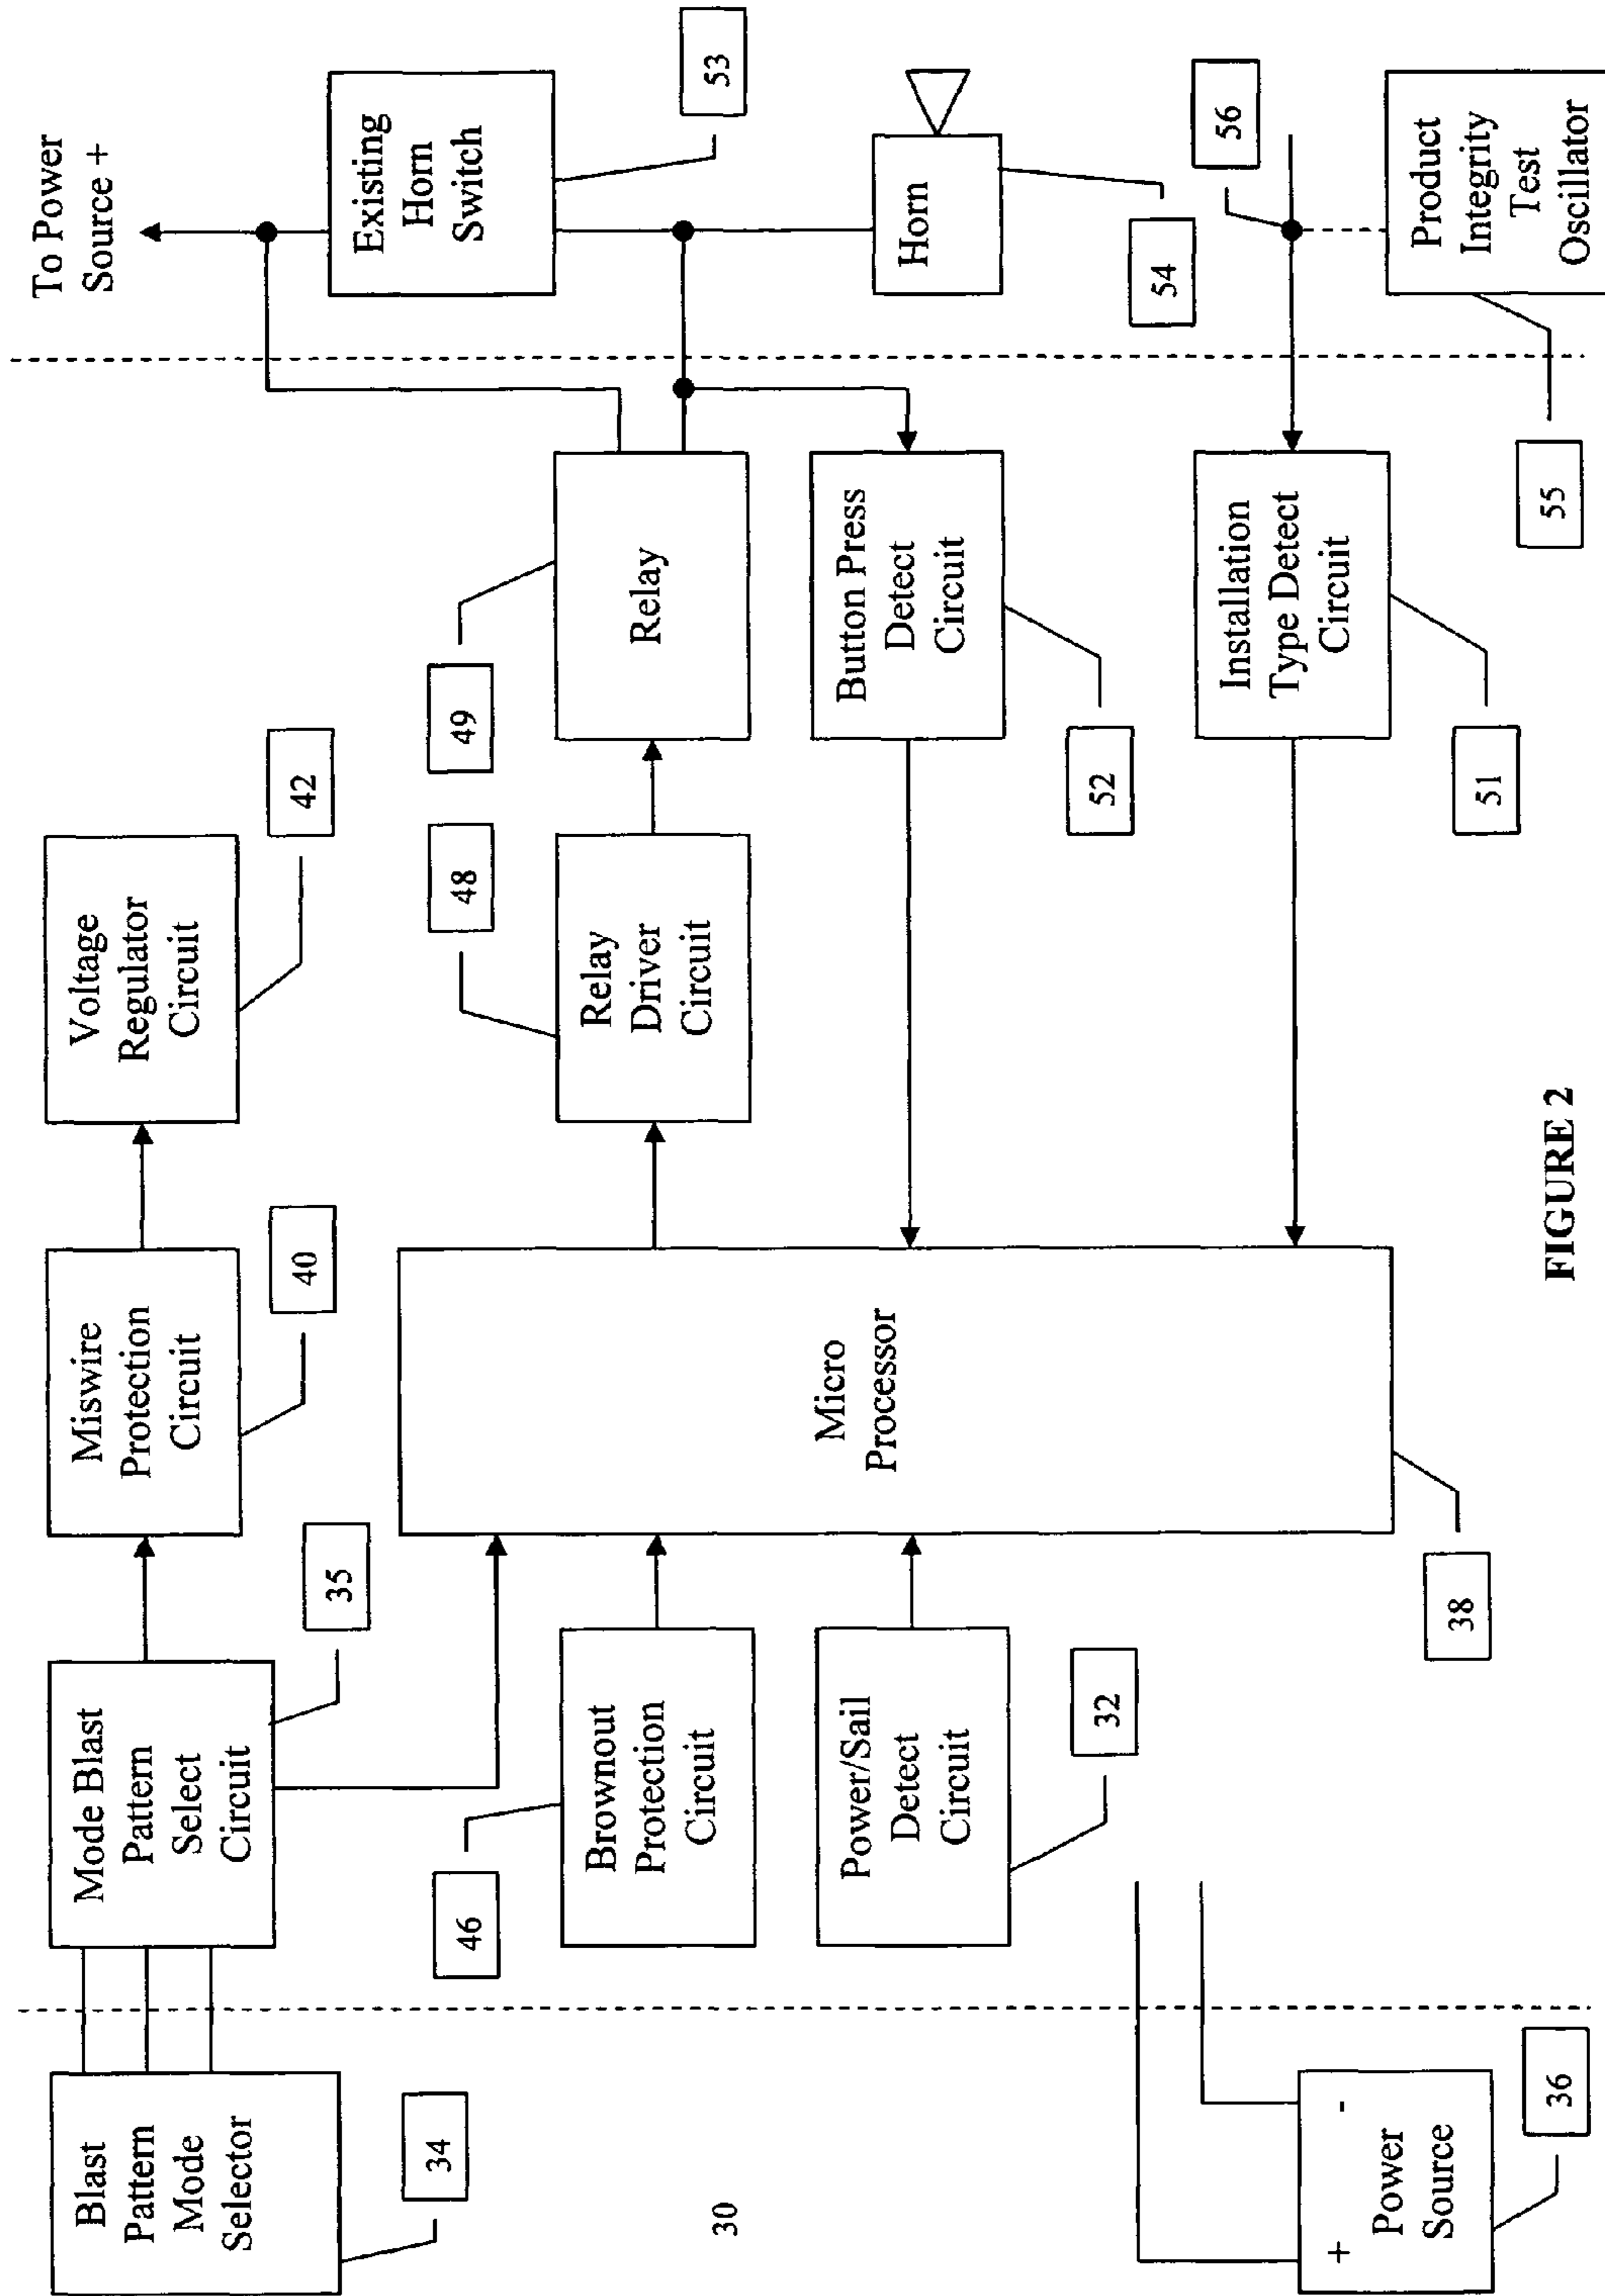 Blast
Pattern
Mode
Selector
34
Mode Blast
Pattern
Select
Circuit
35
Miswire
Protection
Circuit
40
Voltage
Regulator
Circuit
42
To Power
Source +
Existing
Horn
Switch
53
46
Brownout
Protection
Circuit
Micro
Processor
38
48
Relay
Driver
Circuit
49
Relay
30
Power/Sail
Detect
Circuit
32
Button Press
Detect
Circuit
52
Horn
54
+
-
Power
Source
36
Installation
Type Detect
Circuit
51
56
Product
Integrity
Test
Oscillator
55
FIGURE 2